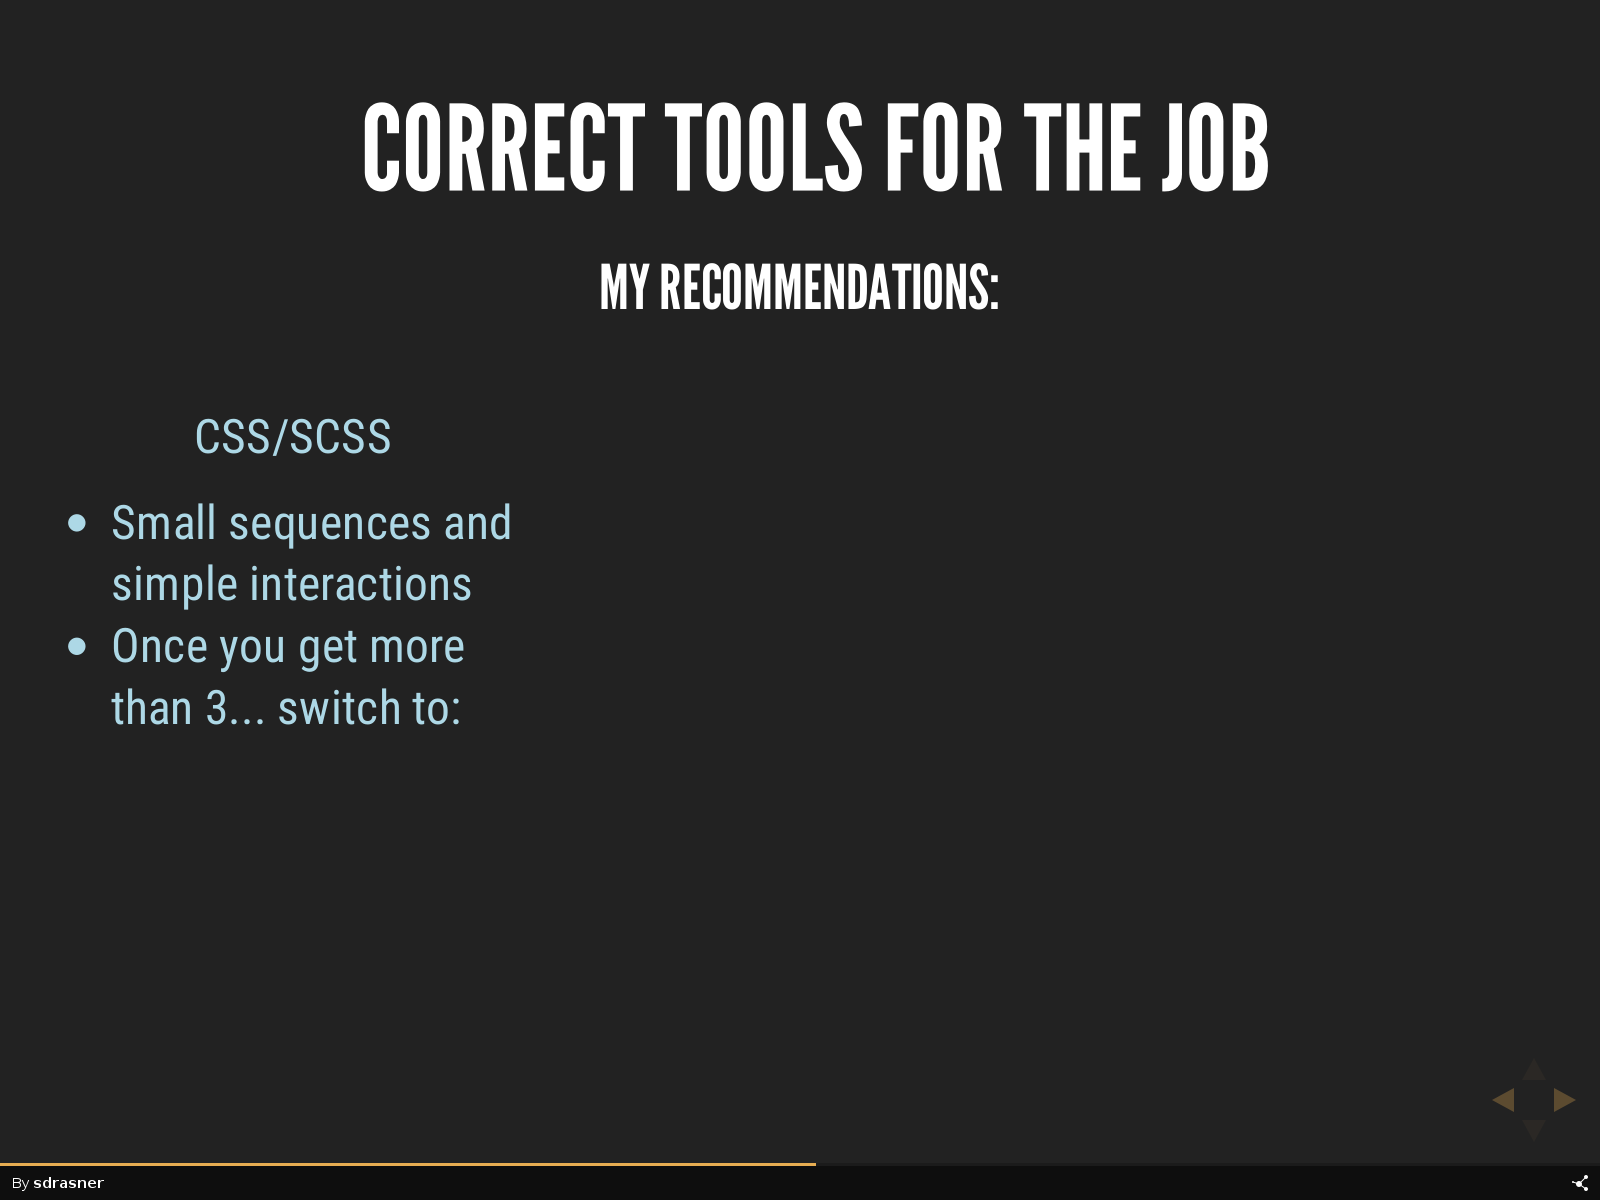 CORRECT TOOLS FOR THE JOB
MY RECOMMENDATIONS:
CSS/SCSS
• Small sequences and
simple interactions
• Once you get more
than 3... switch to:
By sdrasner